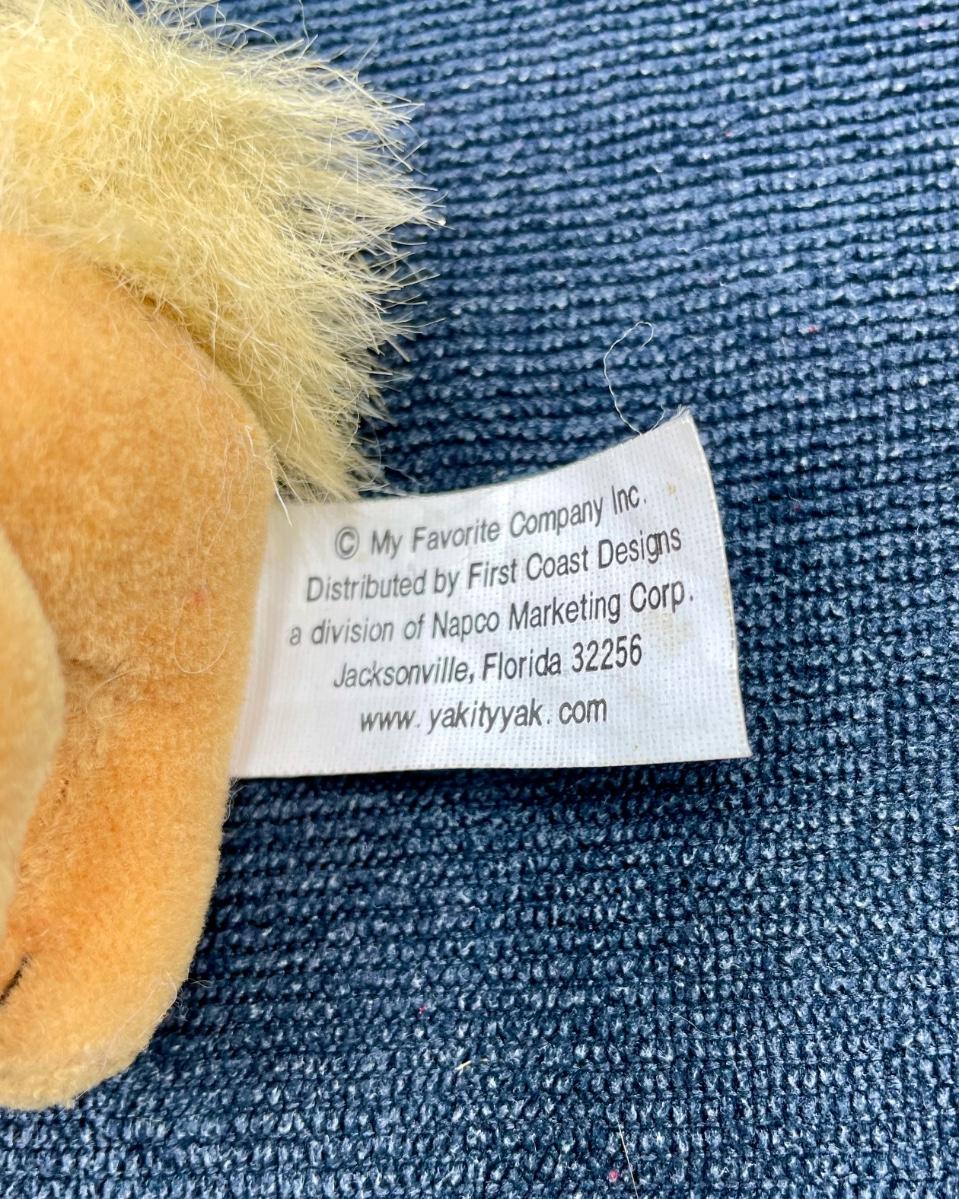 © My Favorite Company Inc.
Distributed by First Coast Designs
a division of Napco Marketing Corp.
Jacksonville, Florida 32256
www.yakityyak.com